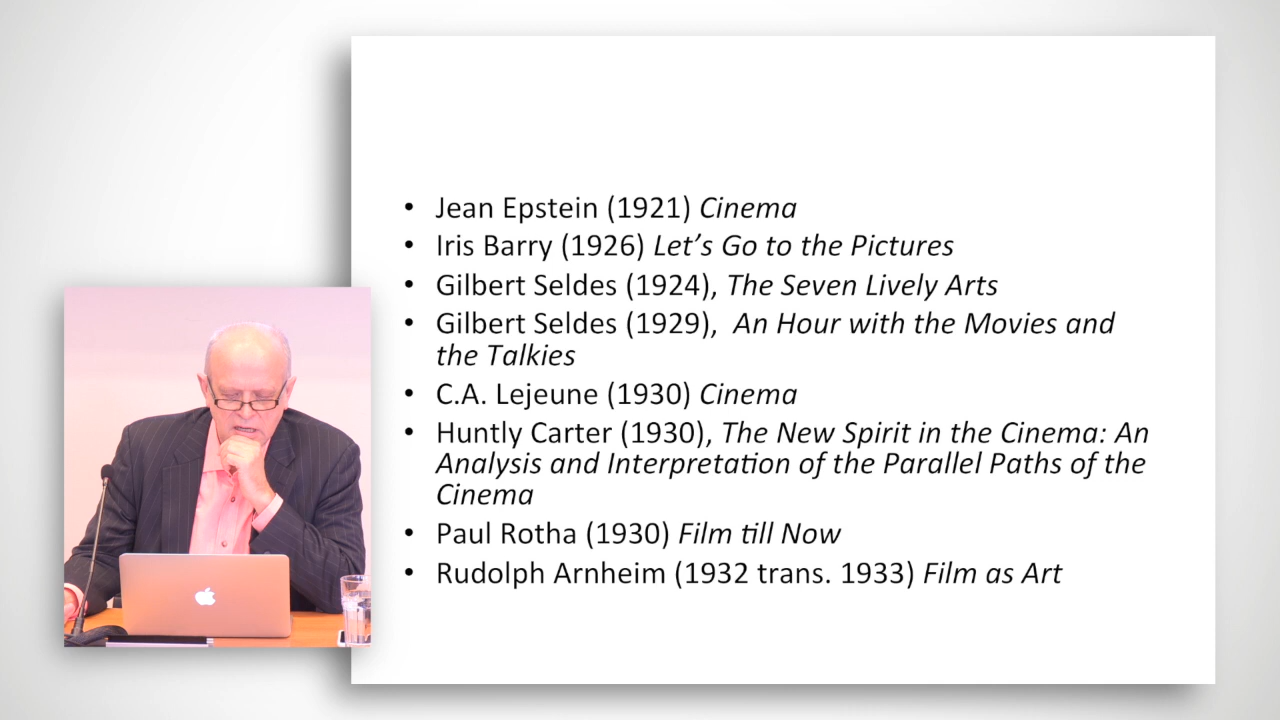 • Jean Epstein (1921) Cinema
• Iris Barry (1926) Let’s Go to the Pictures
• Gilbert Seldes (1924), The Seven Lively Arts
• Gilbert Seldes (1929), An Hour with the Movies and
the Talkies
• C.A. Lejeune (1930) Cinema
• Huntly Carter (1930), The New Spirit in the Cinema: An
Analysis and Interpretation of the Parallel Paths of the
Cinema
• Paul Rotha (1930) Film till Now
• Rudolph Arnheim (1932 trans. 1933) Film as Art